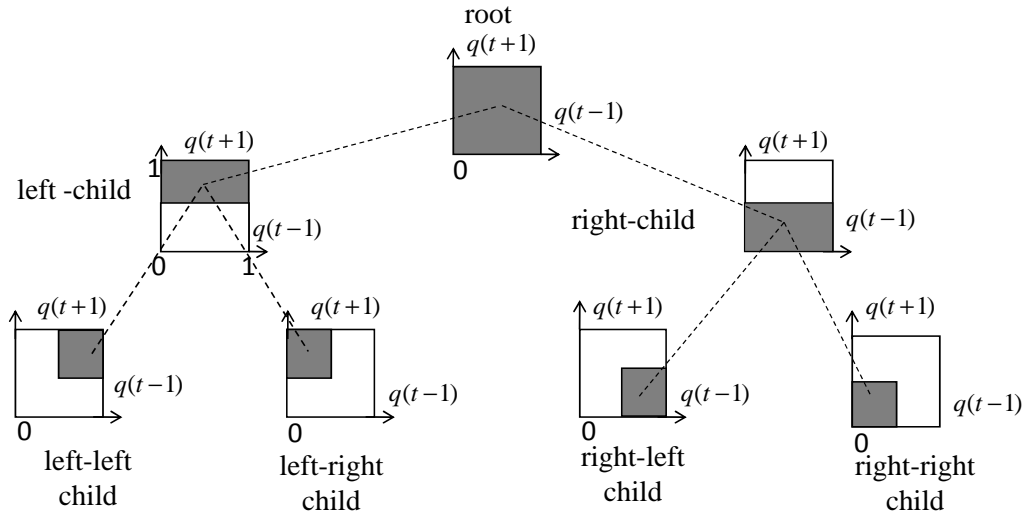 root
q(t+1)
q(t−1)
0
q(t+1)
1
left -child
q(t−1)
0
1
q(t+1)
right-child
q(t−1)
q(t+1)
q(t−1)
0
left-left
child
q(t+1)
q(t−1)
0
left-right
child
q(t+1)
q(t−1)
0
right-left
child
q(t+1)
q(t−1)
0
right-right
child